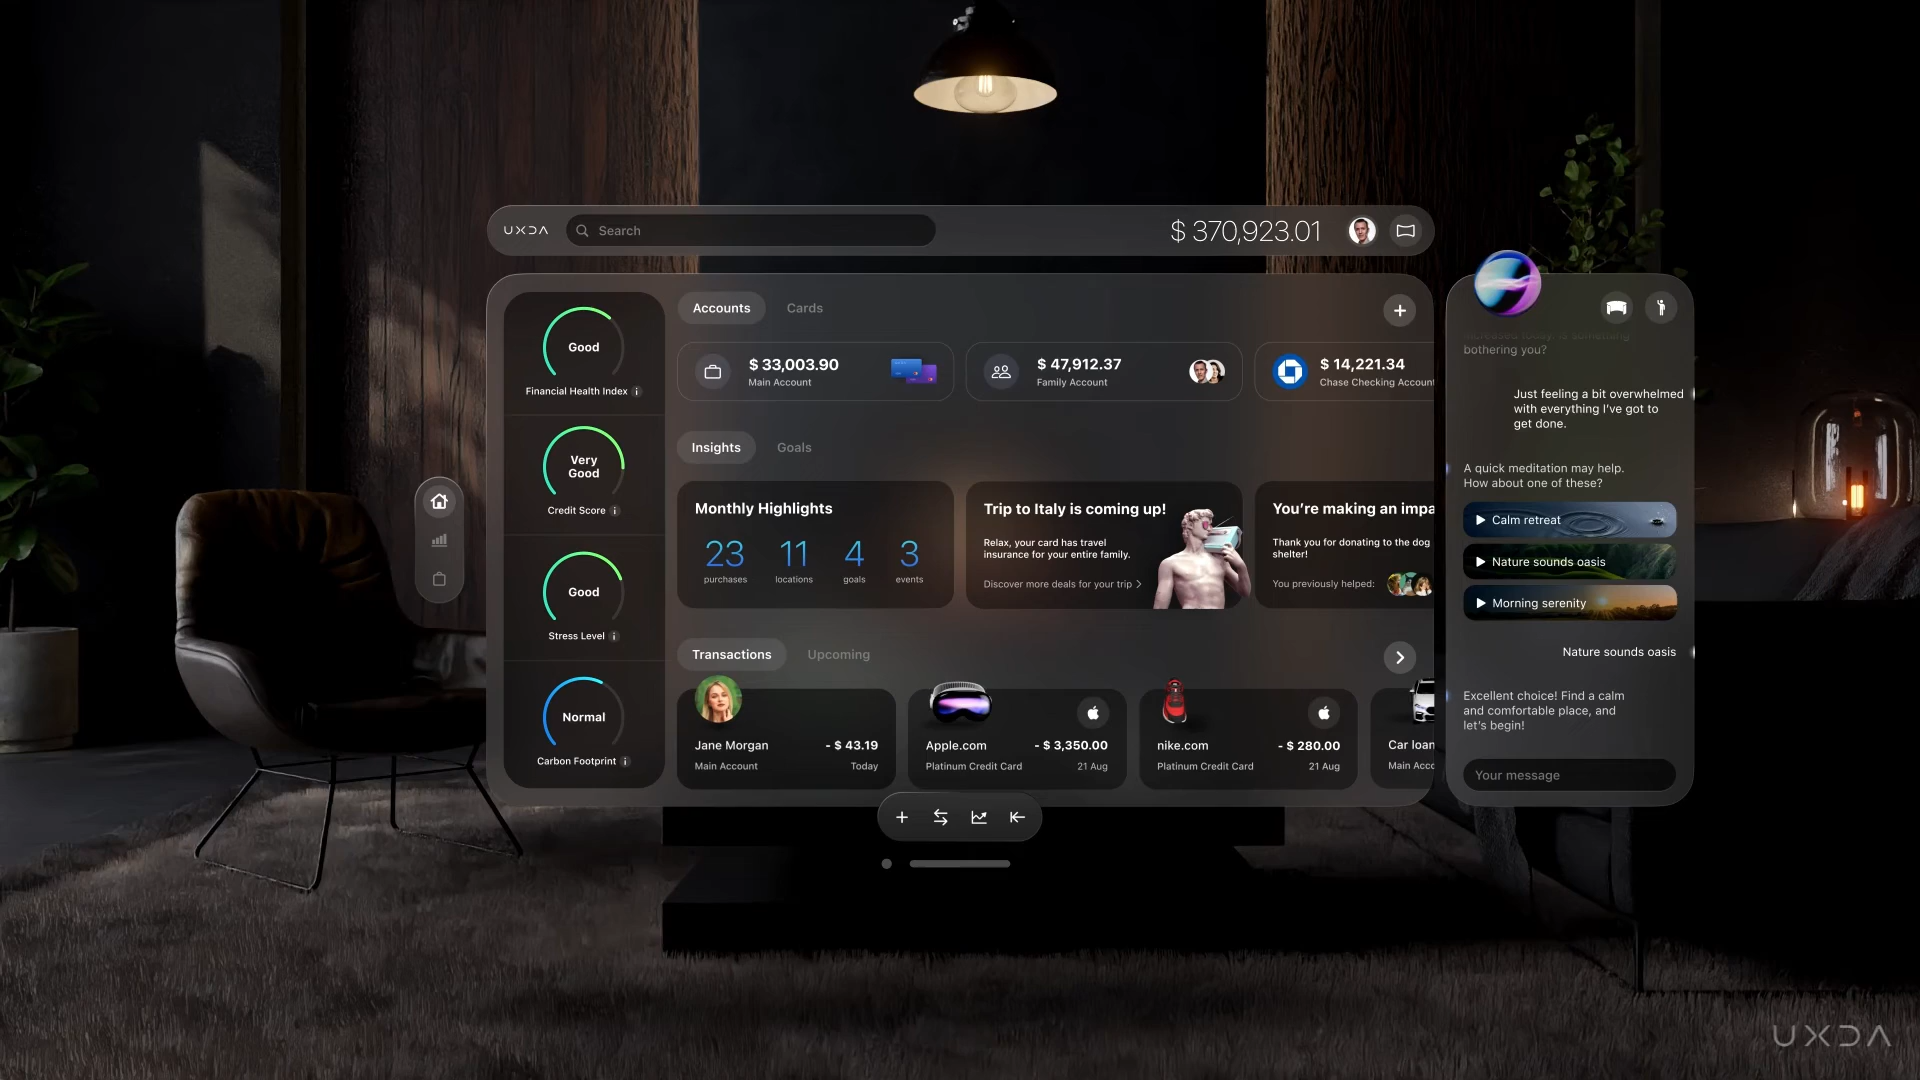 UXDA
Search
$ 370,923.01
Good
Financial Health Index
Very
Good
Credit Score
Good
Stress Level
Normal
Carbon Footprint
Accounts
Cards
$ 33,003.90
Main Account
$ 47,912.37
Family Account
$ 14,221.34
Chase Checking Account
Insights
Goals
Monthly Highlights
23
purchases
11
locations
4
goals
3
events
Trip to Italy is coming up!
Relax, your card has travel
insurance for your entire family.
Discover more deals for your trip
You're making an impa
Thank you for donating to the dog
shelter!
You previously helped:
Transactions
Upcoming
Jane Morgan
- $ 43.19
Main Account
Today
Apple.com
- $ 3,350.00
Platinum Credit Card
21 Aug
nike.com
- $ 280.00
Platinum Credit Card
21 Aug
Car loan
Main Acc
increased today. Is something
bothering you?
Just feeling a bit overwhelmed
with everything I've got to
get done.
A quick meditation may help.
How about one of these?
Calm retreat
Nature sounds oasis
Morning serenity
Nature sounds oasis
Excellent choice! Find a calm
and comfortable place, and
let's begin!
Your message
UXDA